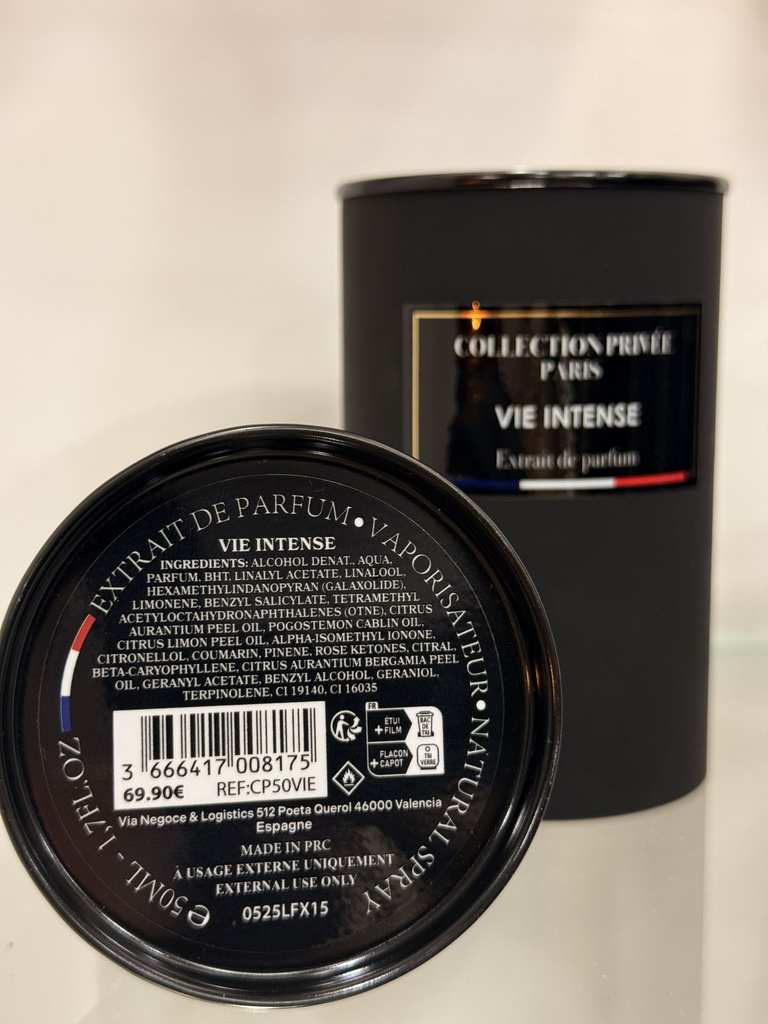 COLLECTION PRIVÉE
PARIS
VIE INTENSE
Extrait de parfum
EXTRAIT DE PARFUM • VAPORISATEUR • NATURAL SPRAY
VIE INTENSE
INGREDIENTS: ALCOHOL DENAT., AQUA,
PARFUM, BHT, LINALYL ACETATE, LINALOOL,
HEXAMETHYLINDANOPYRAN (GALAXOLIDE),
LIMONENE, BENZYL SALICYLATE, TETRAMETHYL
ACETYLOCTAHYDRONAPHTHALENES (OTNE), CITRUS
AURANTIUM PEEL OIL, POGOSTEMON CABLIN OIL,
CITRUS LIMON PEEL OIL, ALPHA-ISOMETHYL IONONE,
CITRONELLOL, COUMARIN, PINENE, ROSE KETONES, CITRAL,
BETA-CARYOPHYLLENE, CITRUS AURANTIUM BERGAMIA PEEL
OIL, GERANYL ACETATE, BENZYL ALCOHOL, GERANIOL,
TERPINOLENE, CI 19140, CI 16035
3 666417 008175
69.90€ REF:CP50VIE
FR
ÉTUI
+ FILM
BAC
DE
TRI
FLACON
+ CAPOT
TRI
VERRE
Via Negoce & Logistics 512 Poeta Querol 46000 Valencia
Espagne
MADE IN PRC
À USAGE EXTERNE UNIQUEMENT
EXTERNAL USE ONLY
0525LFX15
℮ 50ML - 1,7FL.OZ